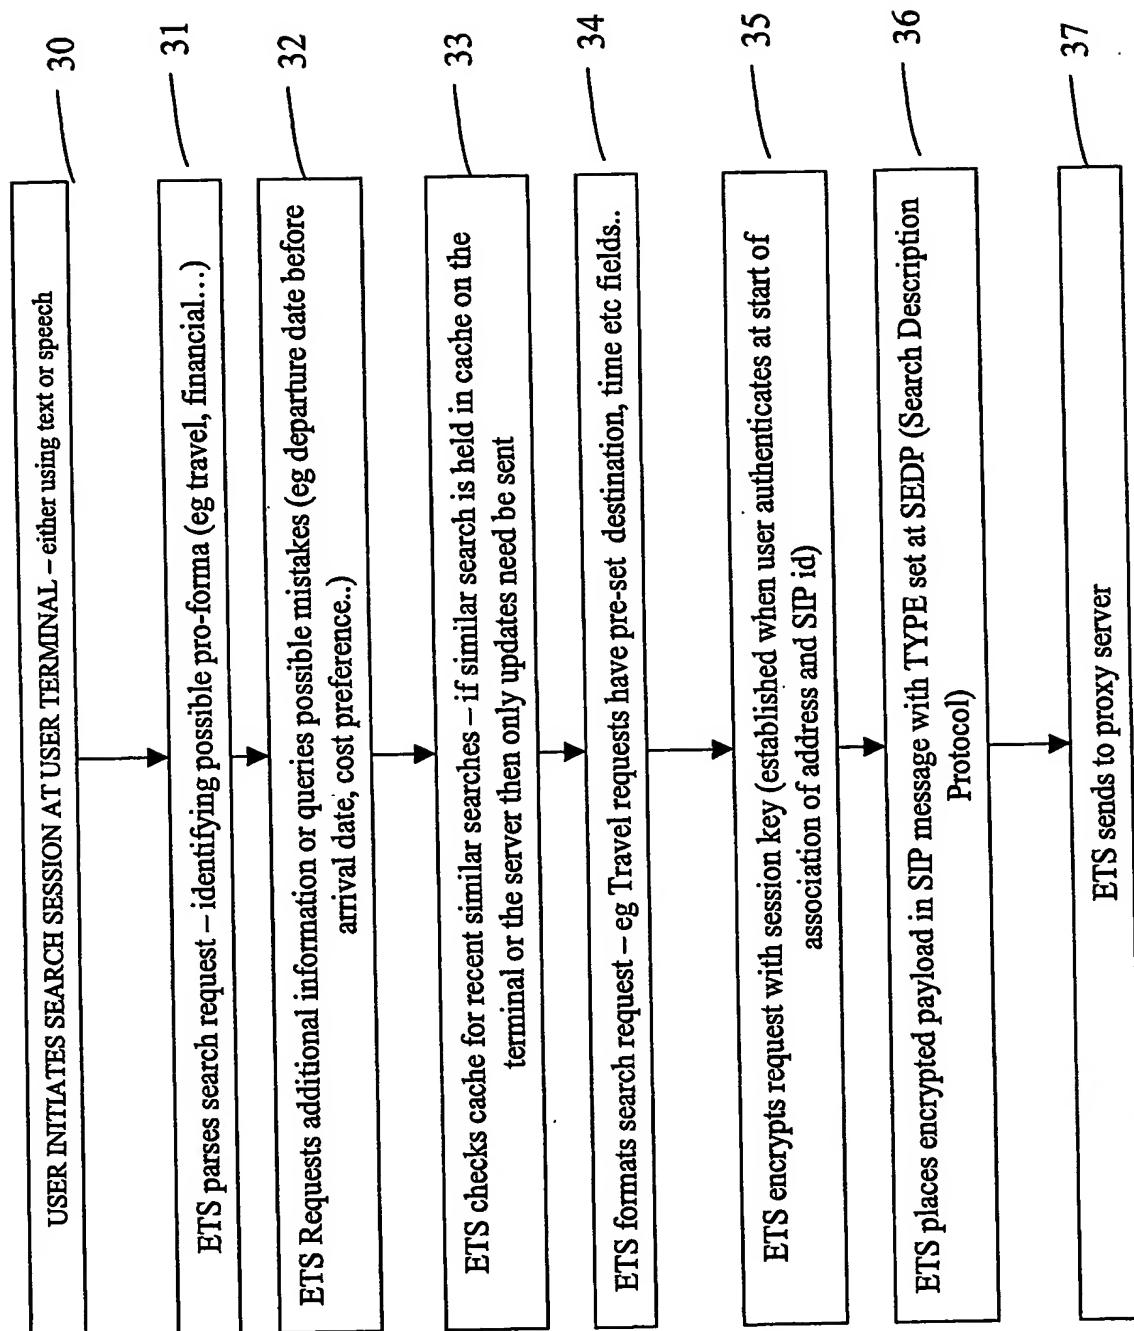 USER INITIATES SEARCH SESSION AT USER TERMINAL – either using text or speech
30
ETS parses search request – identifying possible pro-forma (eg travel, financial…)
31
ETS Requests additional information or queries possible mistakes (eg departure date before
arrival date, cost preference..)
32
ETS checks cache for recent similar searches – if similar search is held in cache on the
terminal or the server then only updates need be sent
33
ETS formats search request – eg Travel requests have pre-set destination, time etc fields..
34
ETS encrypts request with session key (established when user authenticates at start of
association of address and SIP id)
35
ETS places encrypted payload in SIP message with TYPE set at SEDP (Search Description
Protocol)
36
ETS sends to proxy server
37